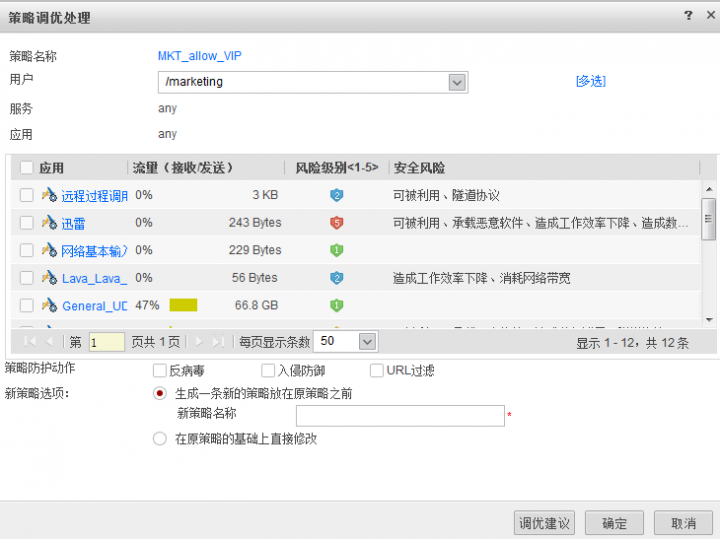 策略调优处理 ? ×
策略名称 MKT_allow_VIP
用户 /marketing [多选]
服务 any
应用 any
应用 流量（接收/发送） 风险级别<1-5> 安全风险
远程过程调用 0% 3 KB 2 可被利用、隧道协议
迅雷 0% 243 Bytes 5 可被利用、承载恶意软件、造成工作效率下降、造成数...
网络基本输入 0% 229 Bytes 1
Lava_Lava_ 0% 56 Bytes 2 造成工作效率下降、消耗网络带宽
General_UD 47% 66.8 GB 1
第 1 页共 1 页 每页显示条数 50 显示 1 - 12，共 12 条
策略防护动作 反病毒 入侵防御 URL过滤
新策略选项： 生成一条新的策略放在原策略之前
新策略名称 *
在原策略的基础上直接修改
调优建议 确定 取消